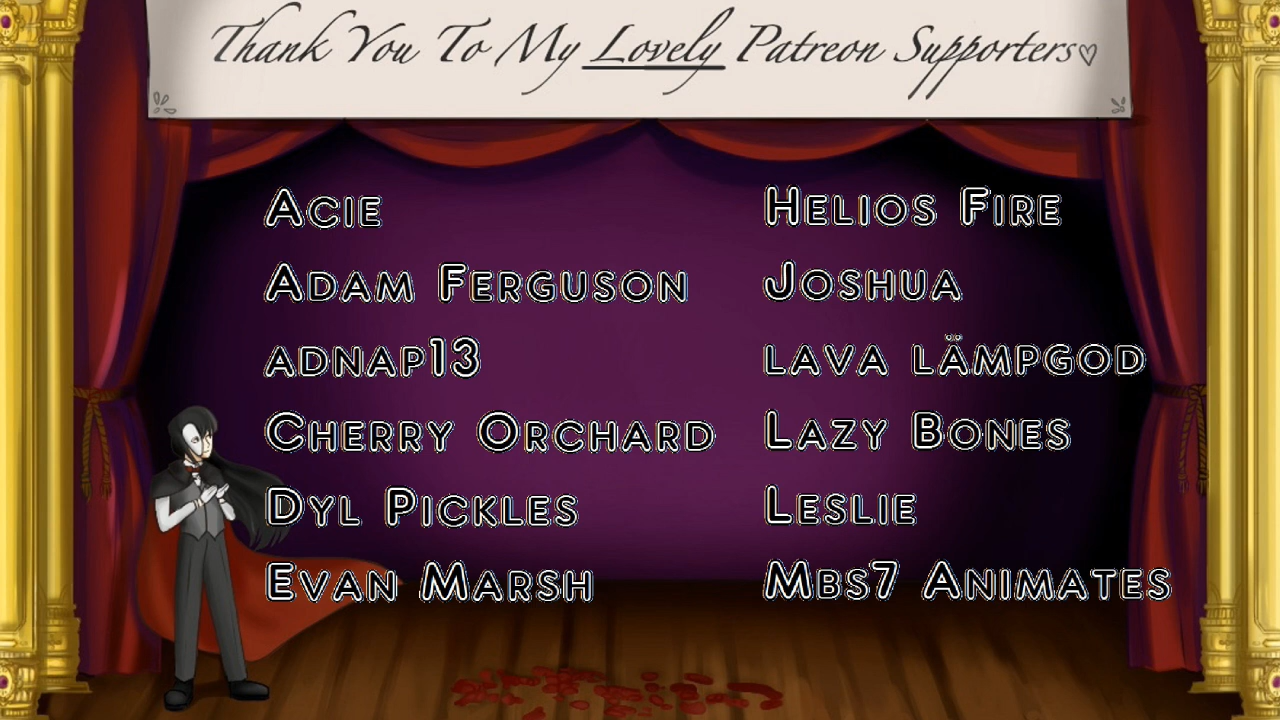 Thank You To My Lovely Patreon Supporters♡
Acie
Adam Ferguson
adnap13
Cherry Orchard
Dyl Pickles
Evan Marsh
Helios Fire
Joshua
lava lämpgod
Lazy Bones
Leslie
Mbs7 Animates